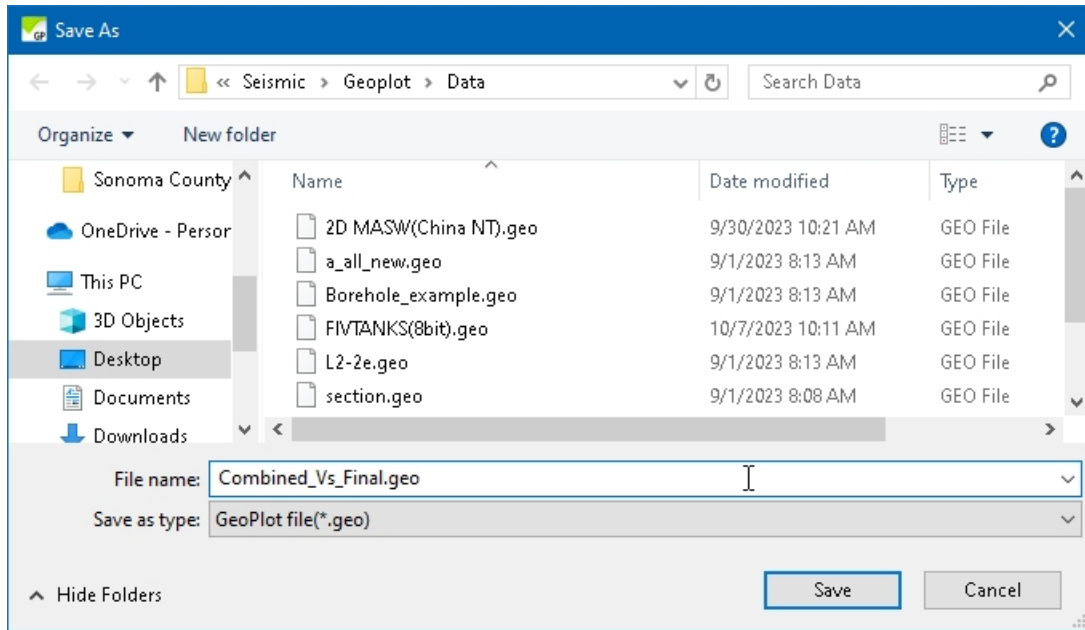 GP Save As
« Seismic > Geoplot > Data
Search Data
Organize
New folder
?
Sonoma County
OneDrive - Person
This PC
3D Objects
Desktop
Documents
Downloads
Name Date modified Type
2D MASW(China NT).geo 9/30/2023 10:21 AM GEO File
a_all_new.geo 9/1/2023 8:13 AM GEO File
Borehole_example.geo 9/1/2023 8:13 AM GEO File
FIVTANKS(8bit).geo 10/7/2023 10:11 AM GEO File
L2-2e.geo 9/1/2023 8:13 AM GEO File
section.geo 9/1/2023 8:08 AM GEO File
File name: Combined_Vs_Final.geo
Save as type: GeoPlot file(*.geo)
Hide Folders
Save
Cancel